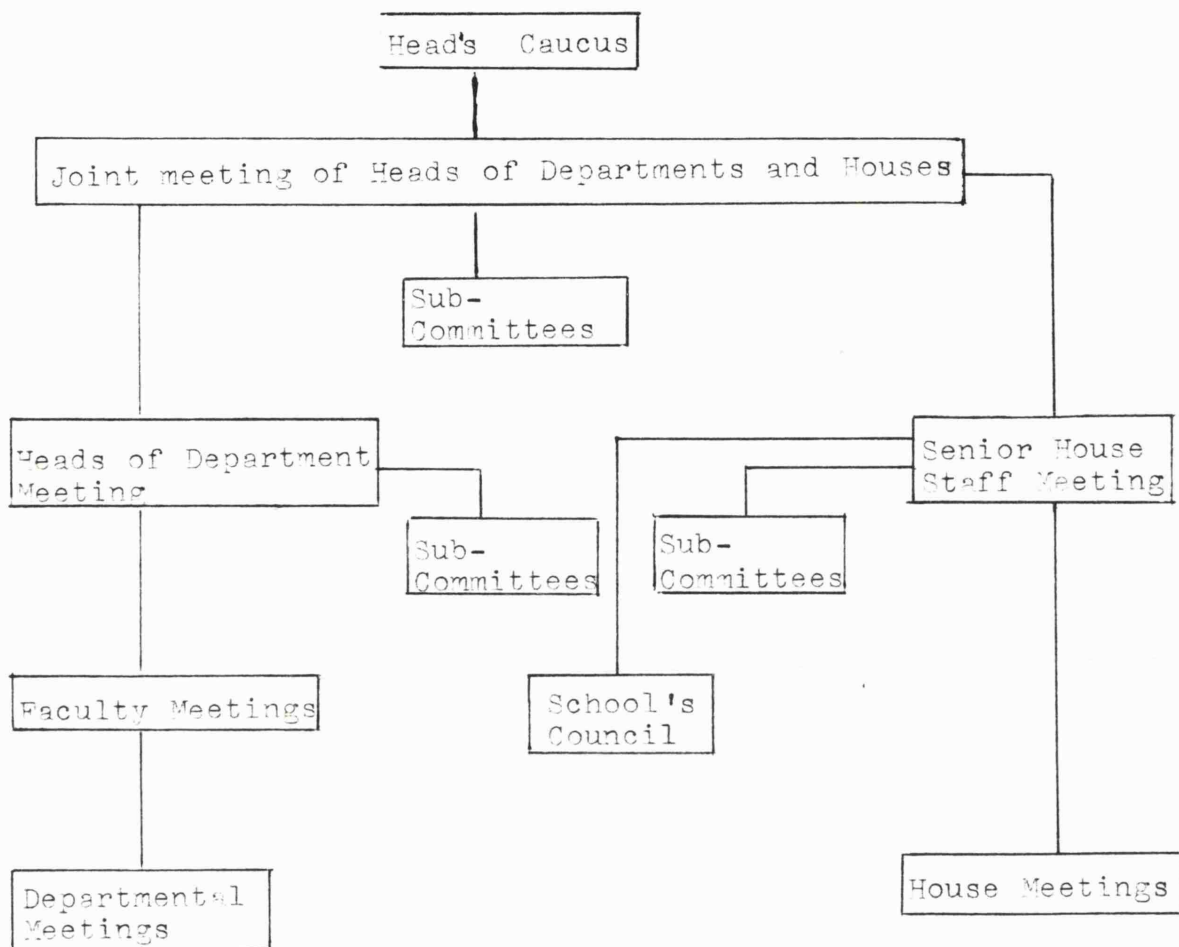 Head's Caucus
Joint meeting of Heads of Departments and Houses
Sub-
Committees
Heads of Department
Meeting
Senior House
Staff Meeting
Sub-
Committees
Sub-
Committees
Faculty Meetings
School's
Council
Departmental
Meetings
House Meetings